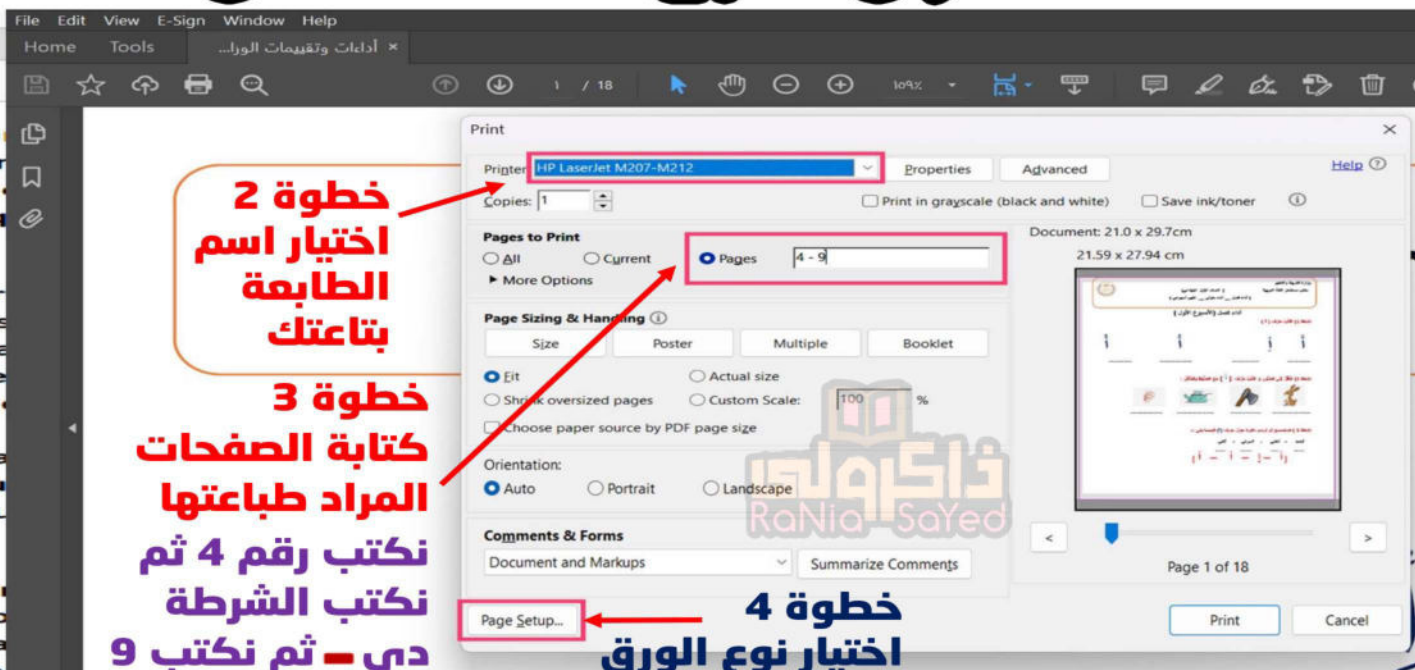 File Edit View E-Sign Window Help
Home Tools أداءات وتقييمات الورا... ×
١ / 18 ١٠٩٪
Print
Printer: HP LaserJet M207-M212 Properties Advanced Help
Copies: 1 Print in grayscale (black and white) Save ink/toner
Pages to Print
All Current Pages 4 - 9
More Options
Page Sizing & Handling
Size Poster Multiple Booklet
Fit Actual size
Shrink oversized pages Custom Scale: 100 %
Choose paper source by PDF page size
Orientation:
Auto Portrait Landscape
Comments & Forms
Document and Markups Summarize Comments
Page Setup...
Document: 21.0 x 29.7cm
21.59 x 27.94 cm
Page 1 of 18
Print Cancel
خطوة 2
اختيار اسم
الطابعة
بتاعتك
خطوة 3
كتابة الصفحات
المراد طباعتها
نكتب رقم 4 ثم
نكتب الشرطة
دي - ثم نكتب 9
خطوة 4
اختيار نوع الورق
ذاكرولي
RaNia SaYed